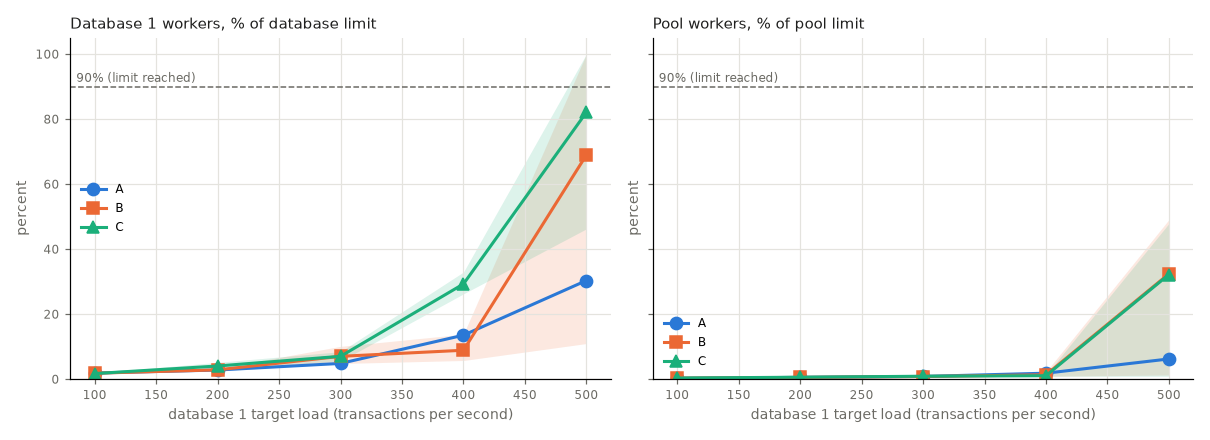 Database 1 workers, % of database limit
100
80
60
40
20
0
percent
90% (limit reached)
A
B
C
100 150 200 250 300 350 400 450 500
database 1 target load (transactions per second)
Pool workers, % of pool limit
percent
90% (limit reached)
A
B
C
100 150 200 250 300 350 400 450 500
database 1 target load (transactions per second)